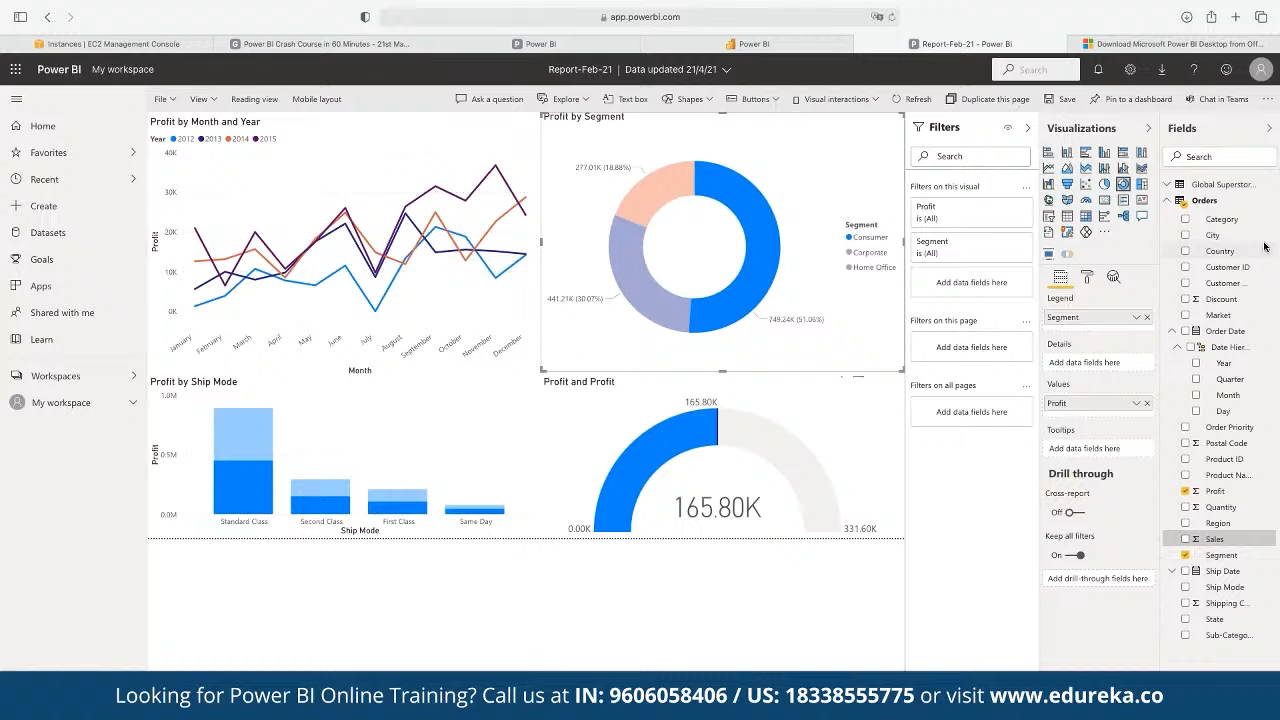 app.powerbi.com
Instances | EC2 Management Console
Power BI Crash Course in 60 Minutes - 21st Ma...
Power BI
Power BI
Report-Feb-21 - Power BI
Download Microsoft Power BI Desktop from Off...
Power BI
My workspace
Report-Feb-21 | Data updated 21/4/21
Search
File
View
Reading view
Mobile layout
Ask a question
Explore
Text box
Shapes
Buttons
Visual interactions
Refresh
Duplicate this page
Save
Pin to a dashboard
Chat in Teams
Home
Favorites
Recent
Create
Datasets
Goals
Apps
Shared with me
Learn
Workspaces
My workspace
Profit by Month and Year
Year 2012 2013 2014 2015
40K
30K
20K
10K
0K
Profit
January
February
March
April
May
June
July
August
September
October
November
December
Month
Profit by Segment
277.01K (18.88%)
441.21K (30.07%)
749.24K (51.06%)
Segment
Consumer
Corporate
Home Office
Profit by Ship Mode
1.0M
0.5M
0.0M
Profit
Standard Class
Second Class
First Class
Same Day
Ship Mode
Profit and Profit
165.80K
165.80K
0.00K
331.60K
Filters
Search
Filters on this visual
Profit
is (All)
Segment
is (All)
Add data fields here
Filters on this page
Add data fields here
Filters on all pages
Add data fields here
Visualizations
Legend
Segment
Details
Add data fields here
Values
Profit
Tooltips
Add data fields here
Drill through
Cross-report
Off
Keep all filters
On
Add drill-through fields here
Fields
Search
Global Superstor...
Orders
Category
City
Country
Customer ID
Customer ...
Discount
Market
Order Date
Date Hier...
Year
Quarter
Month
Day
Order Priority
Postal Code
Product ID
Product Na...
Profit
Quantity
Region
Sales
Segment
Ship Date
Ship Mode
Shipping C...
State
Sub-Catego...
Looking for Power BI Online Training? Call us at IN: 9606058406 / US: 18338555775 or visit www.edureka.co